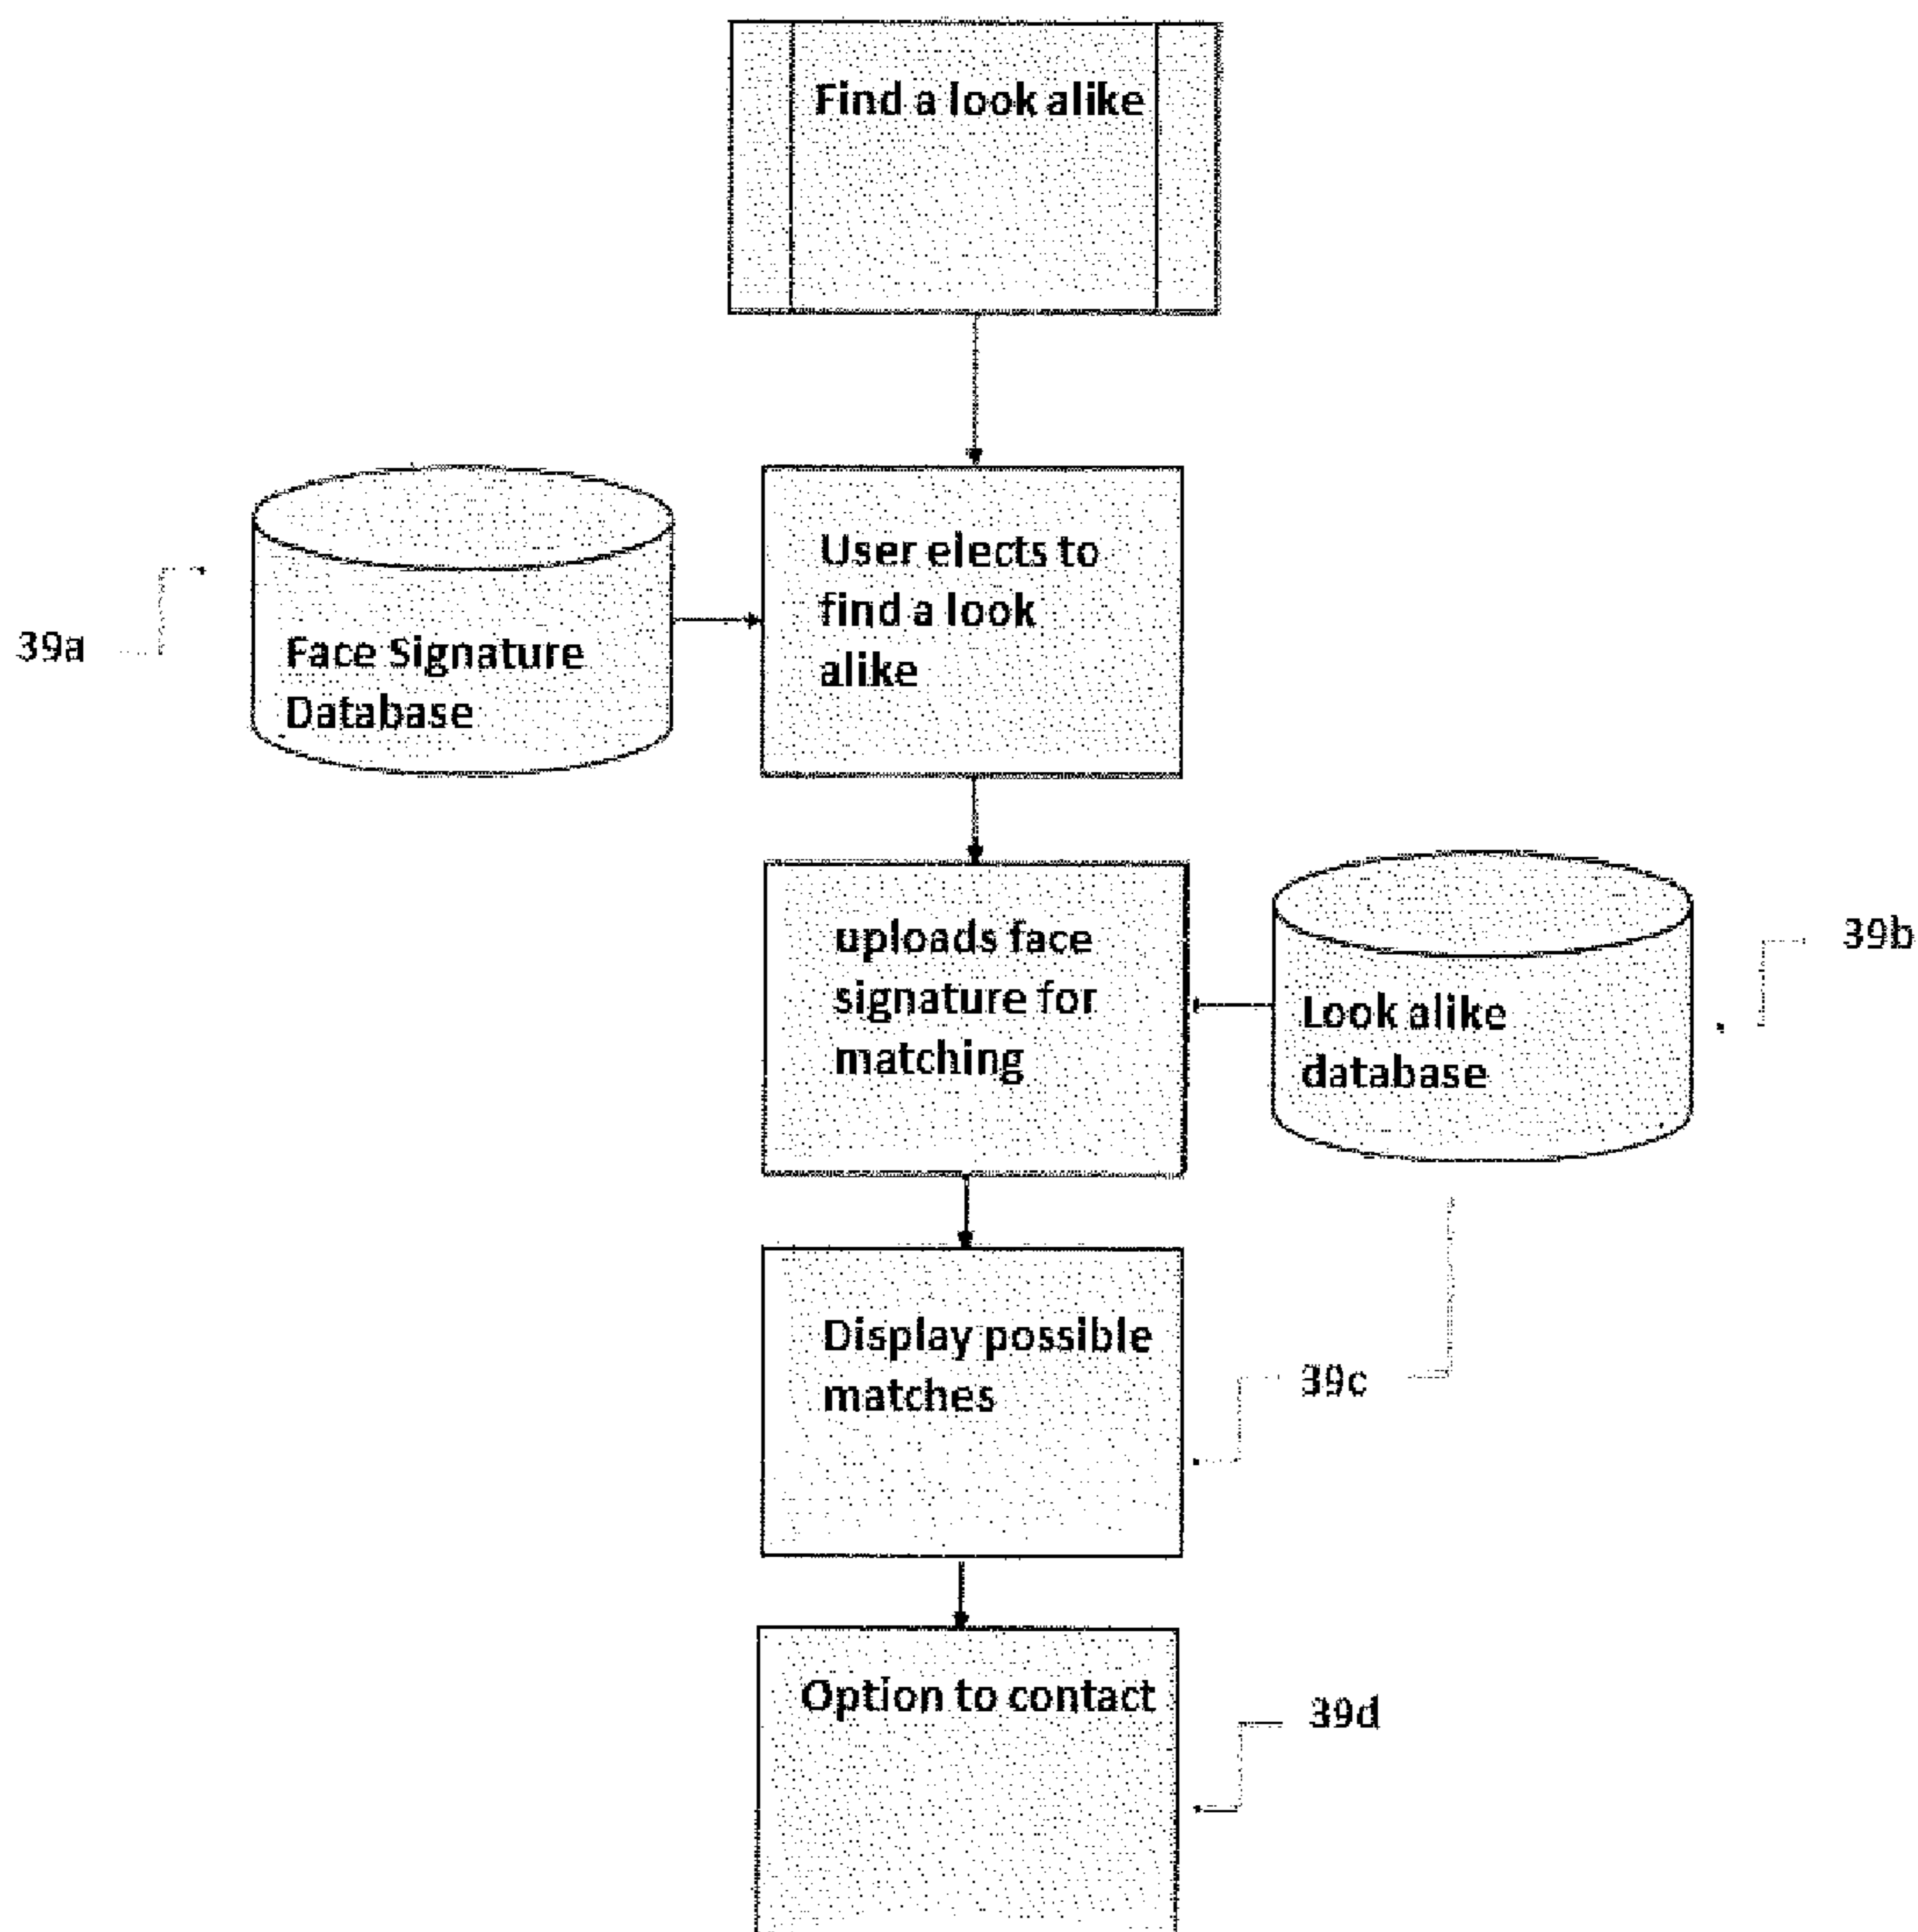 Find a look alike
User elects to
find a look
alike
39a
Face Signature
Database
uploads face
signature for
matching
39b
Look alike
database
Display possible
matches
39c
Option to contact
39d